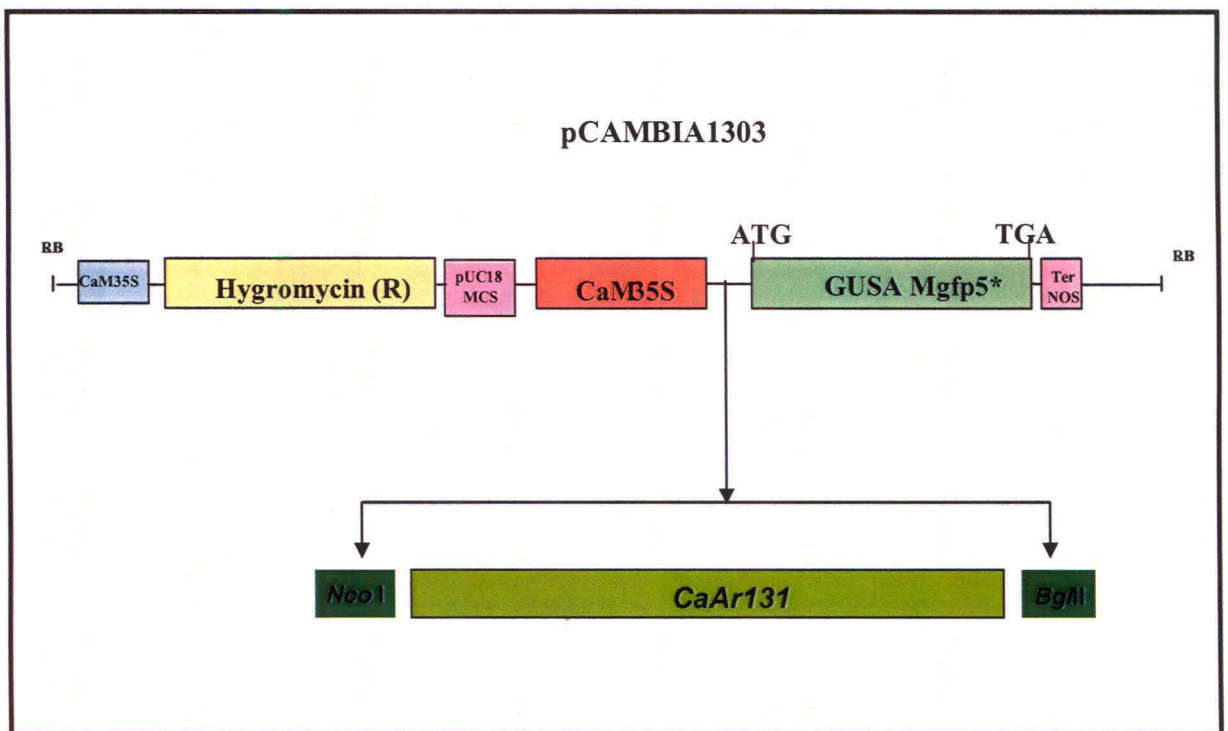 pCAMBIA1303
RB
CaM35S
Hygromycin (R)
pUC18
MCS
CaM35S
ATG
GUSA Mgfp5*
TGA
Ter
NOS
RB
Nco I
CaAr131
BglII